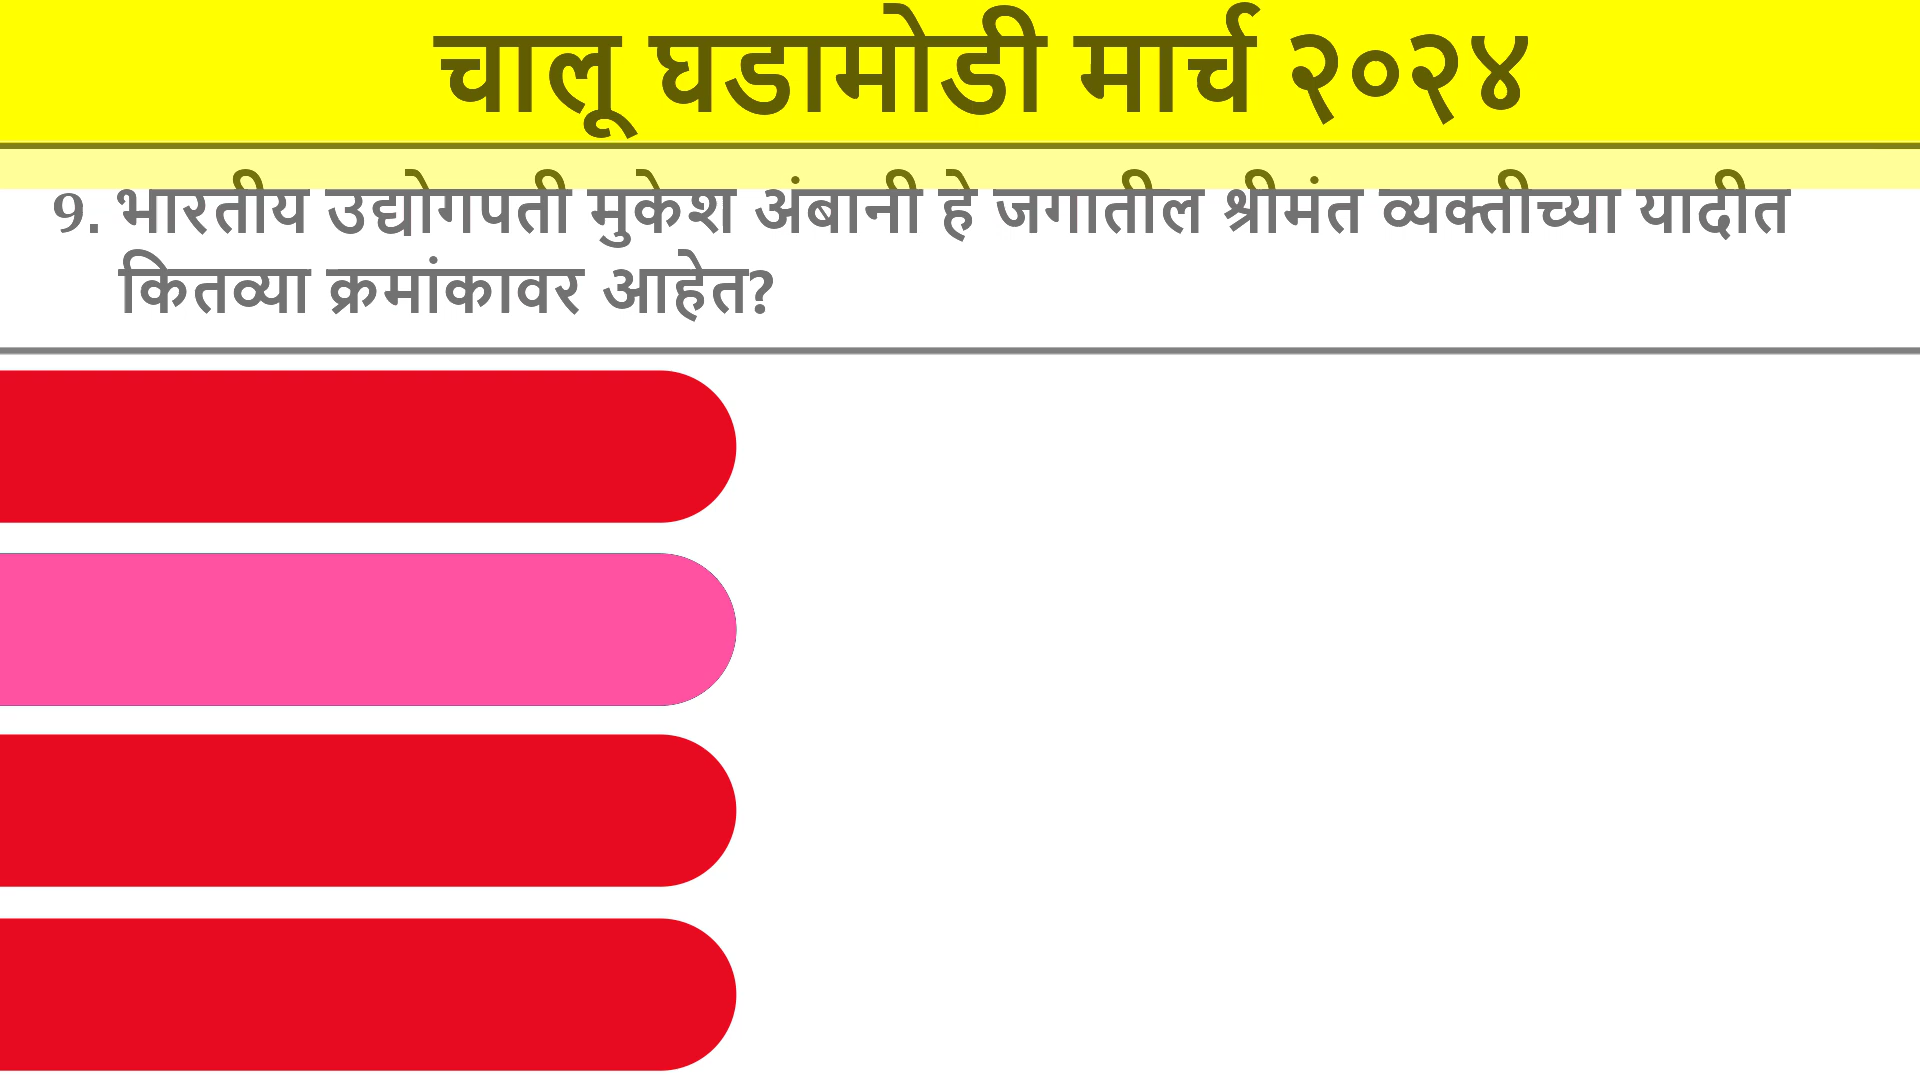 चालू घडामोडी मार्च २०२४
9. भारतीय उद्योगपती मुकेश अंबानी हे जगातील श्रीमंत व्यक्तीच्या यादीत
कितव्या क्रमांकावर आहेत?